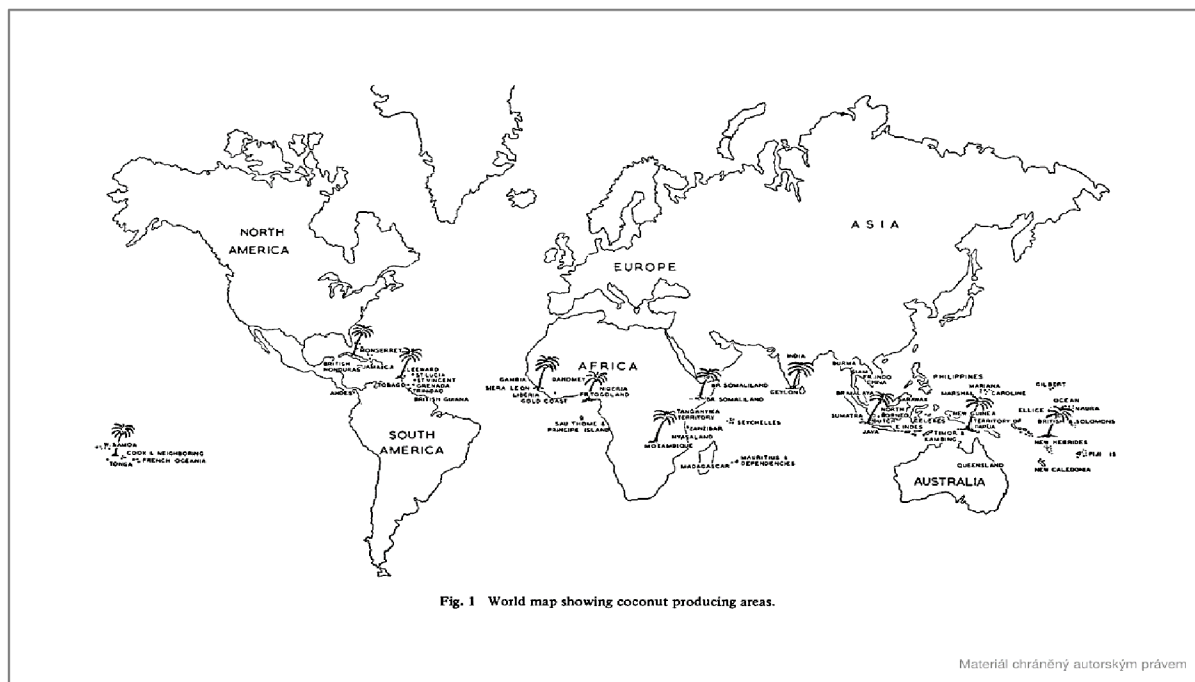 NORTH
AMERICA
ASIA
EUROPE
AFRICA
SOUTH
AMERICA
AUSTRALIA
MONSERRET
BRITISH
HONDURAS
JAMAICA
LEEWARD
ST LUCIA
ST VINCENT
GRENADA
TRINIDAD
TOBAGO
ANDES
BRITISH GUIANA
GAMBIA
SIERA LEON
LIBERIA
GOLD COAST
DAHOMEY
NIGERIA
FR TOGOLAND
SAO THOME &
PRINCIPE ISLAND
BR SOMALILAND
TANGANYIKA
TERRITORY
ZANZIBAR
NYASALAND
MOZAMBIQUE
MADAGASCAR
SEYCHELLES
MAURITIUS &
DEPENDENCIES
INDIA
CEYLON
BURMA
SIAM
FR INDO
CHINA
PHILIPPINES
SUMATRA
JAVA
NORTH
BORNEO
DUTCH
E INDES
CELEBES
TIMOR &
MARIANA
MARSHAL
CAROLINE
NEW GUINEA
TERRITORY OF
PAPUA
QUEENSLAND
GILBERT
OCEAN
NAURA
ELLICE
BRITISH
SOLOMONS
NEW HEBRIDES
FIJI IS
NEW CALEDONIA
W. SAMOA
COOK & NEIGHBORING
TONGA
FRENCH OCEANIA
Fig. 1 World map showing coconut producing areas.
Materiál chráněný autorským právem